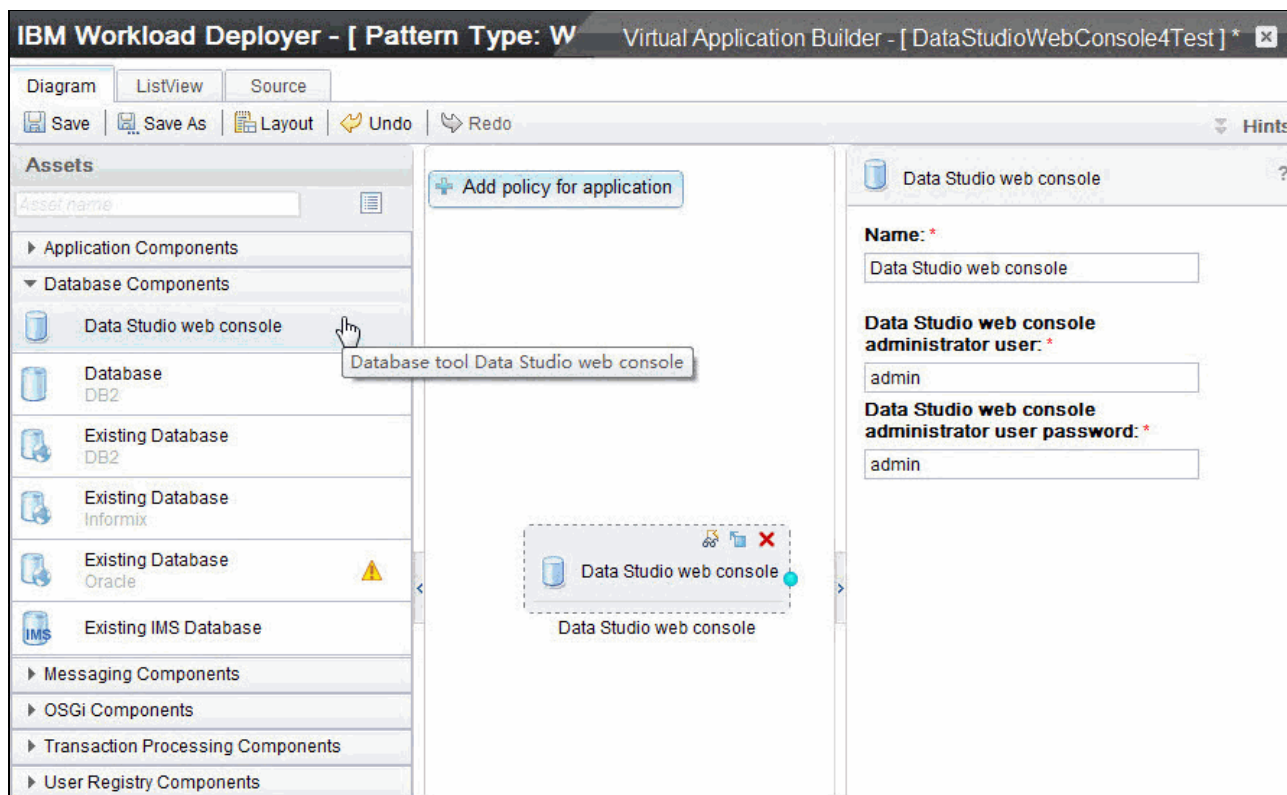 IBM Workload Deployer - [ Pattern Type: W
Virtual Application Builder - [ DataStudioWebConsole4Test ] *
Diagram
ListView
Source
Save
Save As
Layout
Undo
Redo
Hints
Assets
Asset name
Application Components
Database Components
Data Studio web console
Database tool Data Studio web console
Database
DB2
Existing Database
DB2
Existing Database
Informix
Existing Database
Oracle
IMS
Existing IMS Database
Messaging Components
OSGi Components
Transaction Processing Components
User Registry Components
+ Add policy for application
Data Studio web console
Data Studio web console
Data Studio web console
?
Name: *
Data Studio web console
Data Studio web console
administrator user: *
admin
Data Studio web console
administrator user password: *
admin